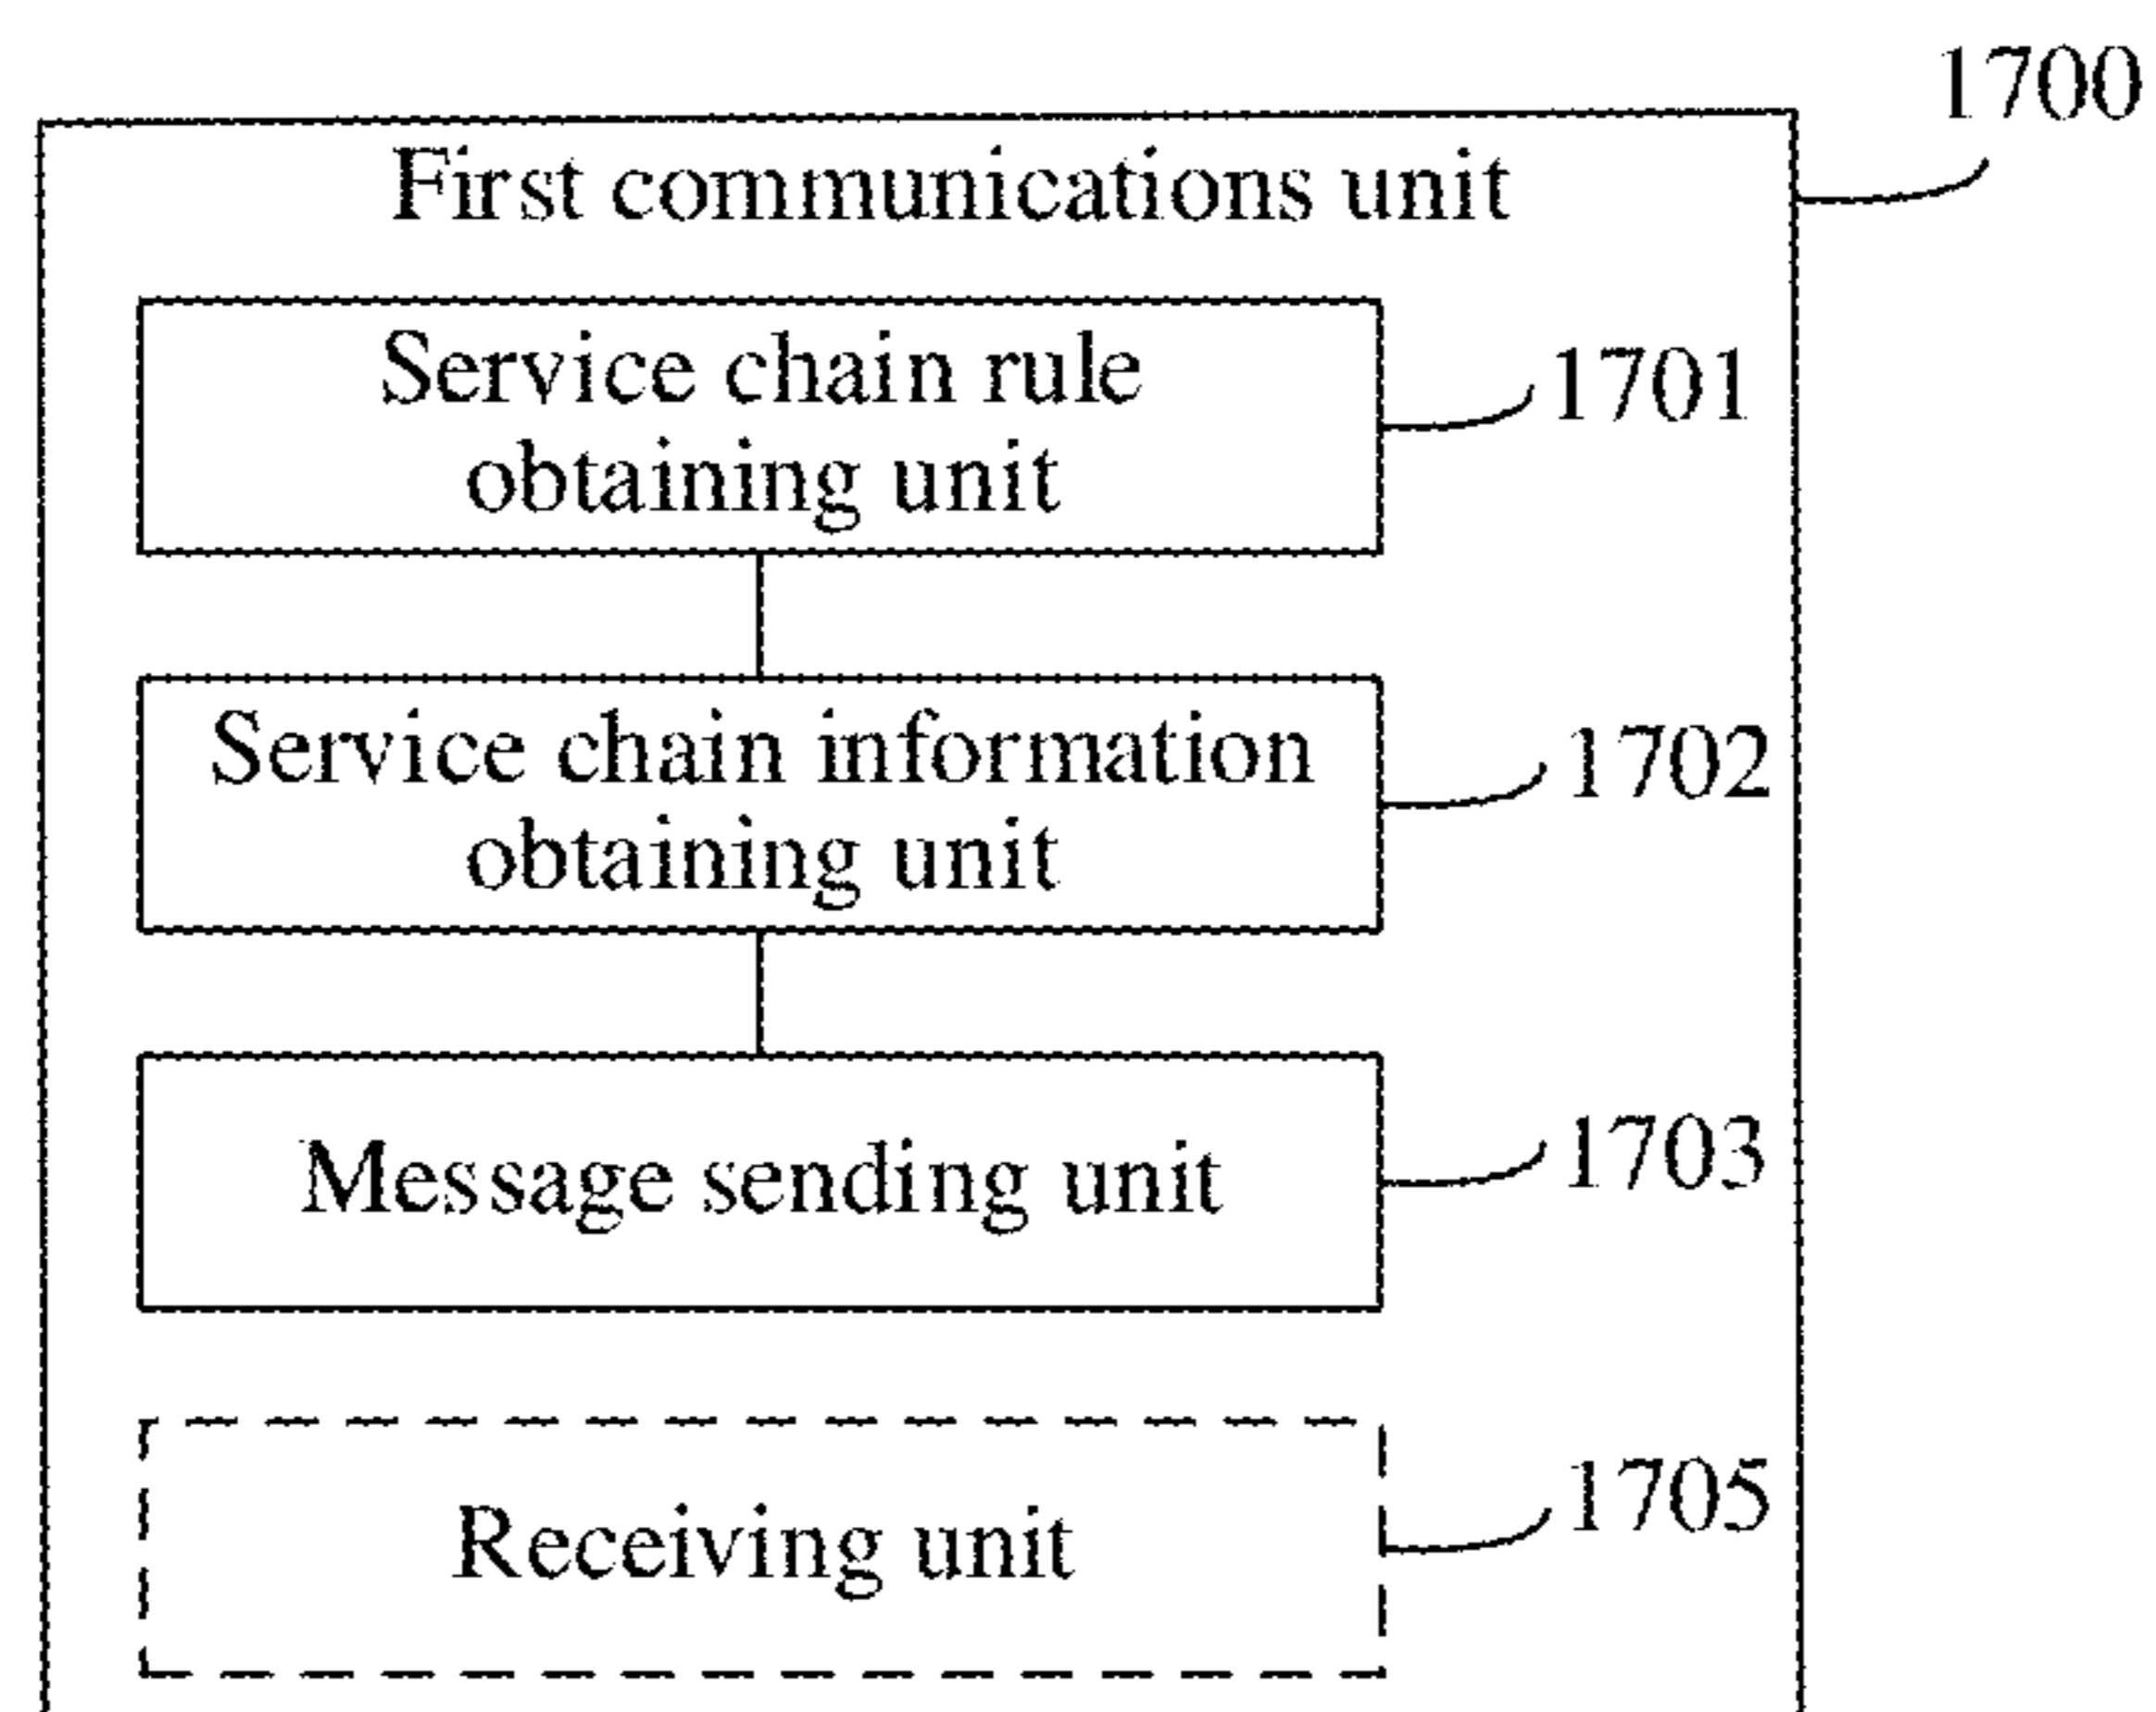 1700
First communications unit
Service chain rule
obtaining unit
1701
Service chain information
obtaining unit
1702
Message sending unit
1703
Receiving unit
1705